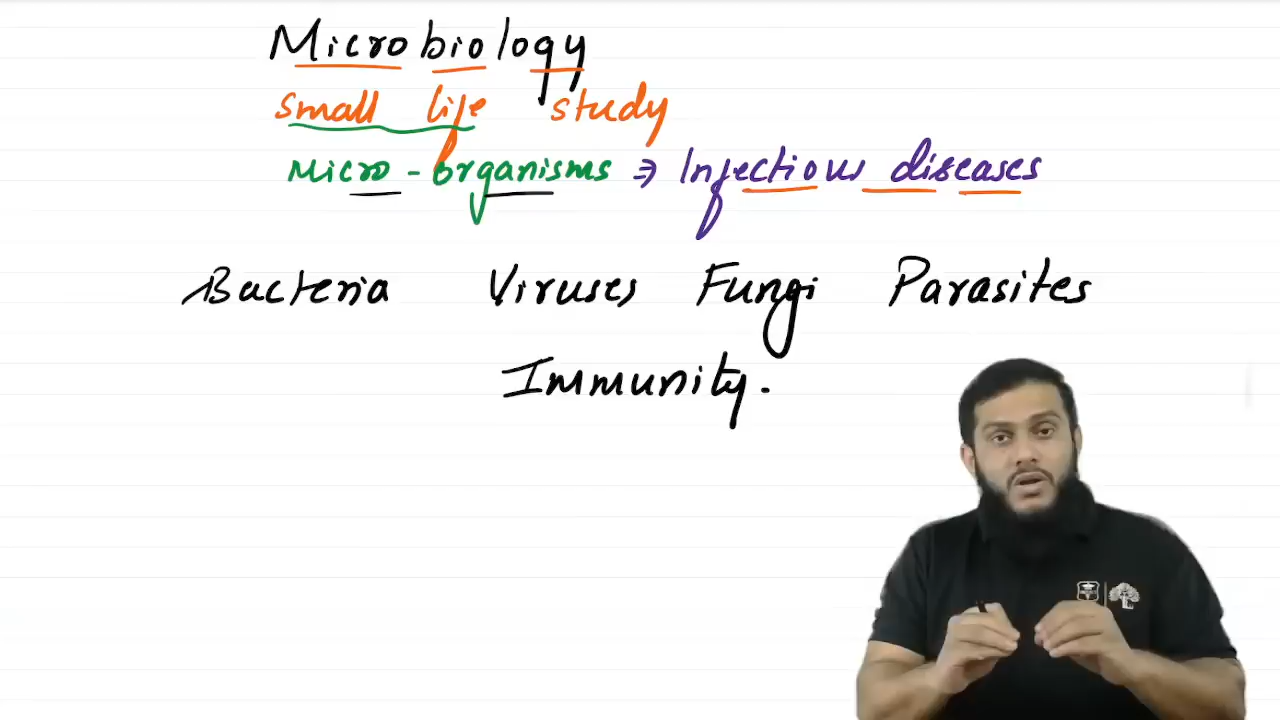 Microbiology
small life study
Micro-organisms ⇒ Infectious diseases
Bacteria Viruses Fungi Parasites
Immunity.